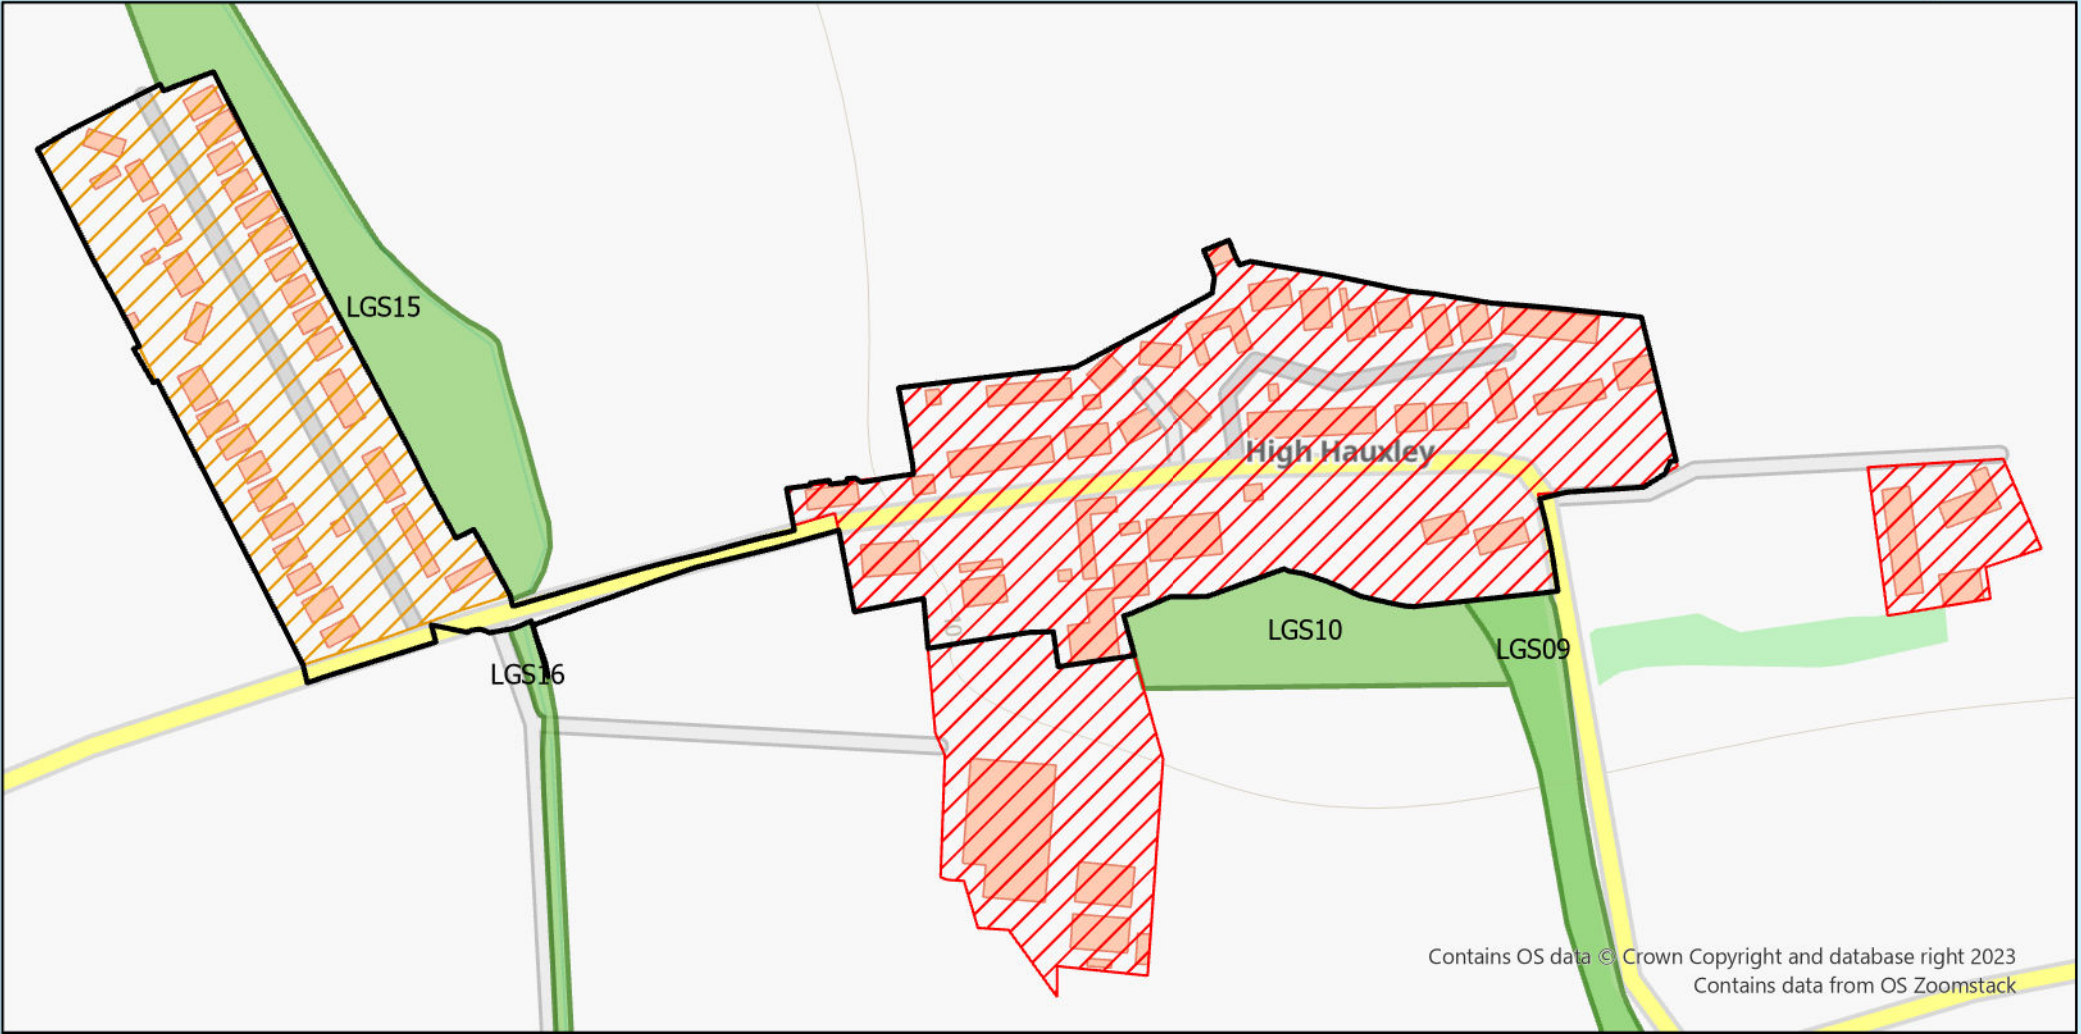 LGS15
High Hauxley
10
LGS10
LGS09
LGS16
Contains OS data © Crown Copyright and database right 2023
Contains data from OS Zoomstack